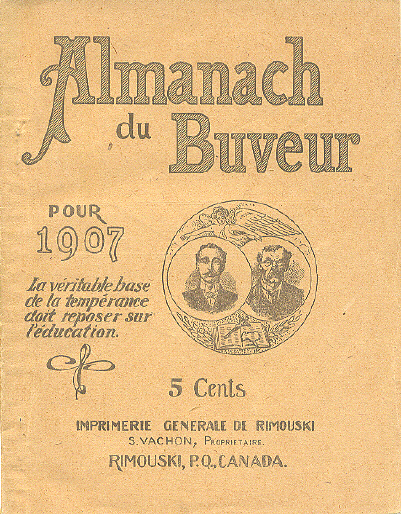 Almanach
du Buveur
POUR
1907
La véritable base
de la tempérance
doit reposer sur
l'éducation.
5 Cents
IMPRIMERIE GENERALE DE RIMOUSKI
S. VACHON, PROPRIETAIRE.
RIMOUSKI, P.Q., CANADA.